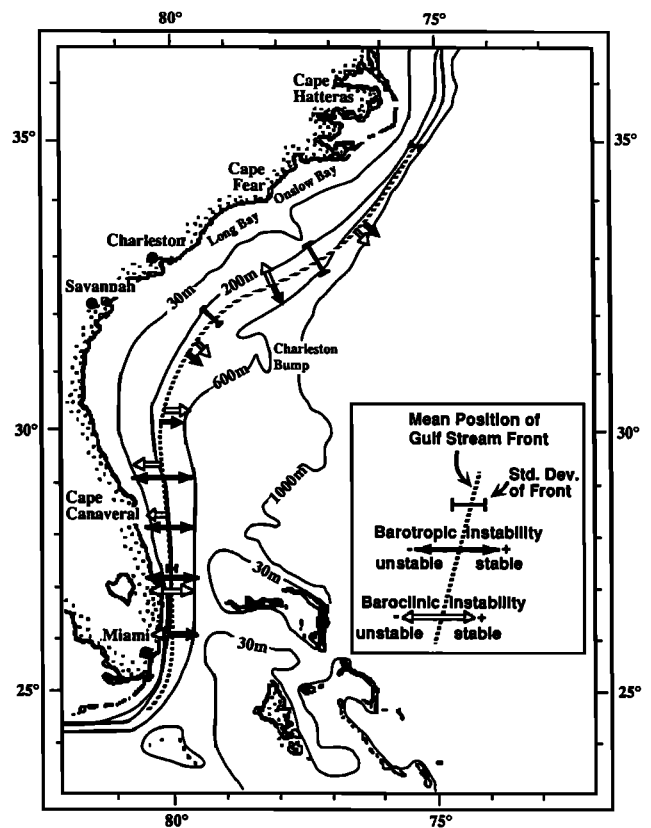 80°
75°
Cape
Hatteras
35°
35°
Cape
Fear
Onslow Bay
Long Bay
Charleston
Savannah
200m
30m
Charleston
Bump
600m
30°
30°
1000m
Mean Position of
Gulf Stream Front
Std. Dev.
of Front
Barotropic Instability
- +
unstable stable
Baroclinic Instability
- +
unstable stable
Cape
Canaveral
30m
Miami
30m
25°
25°
80°
75°